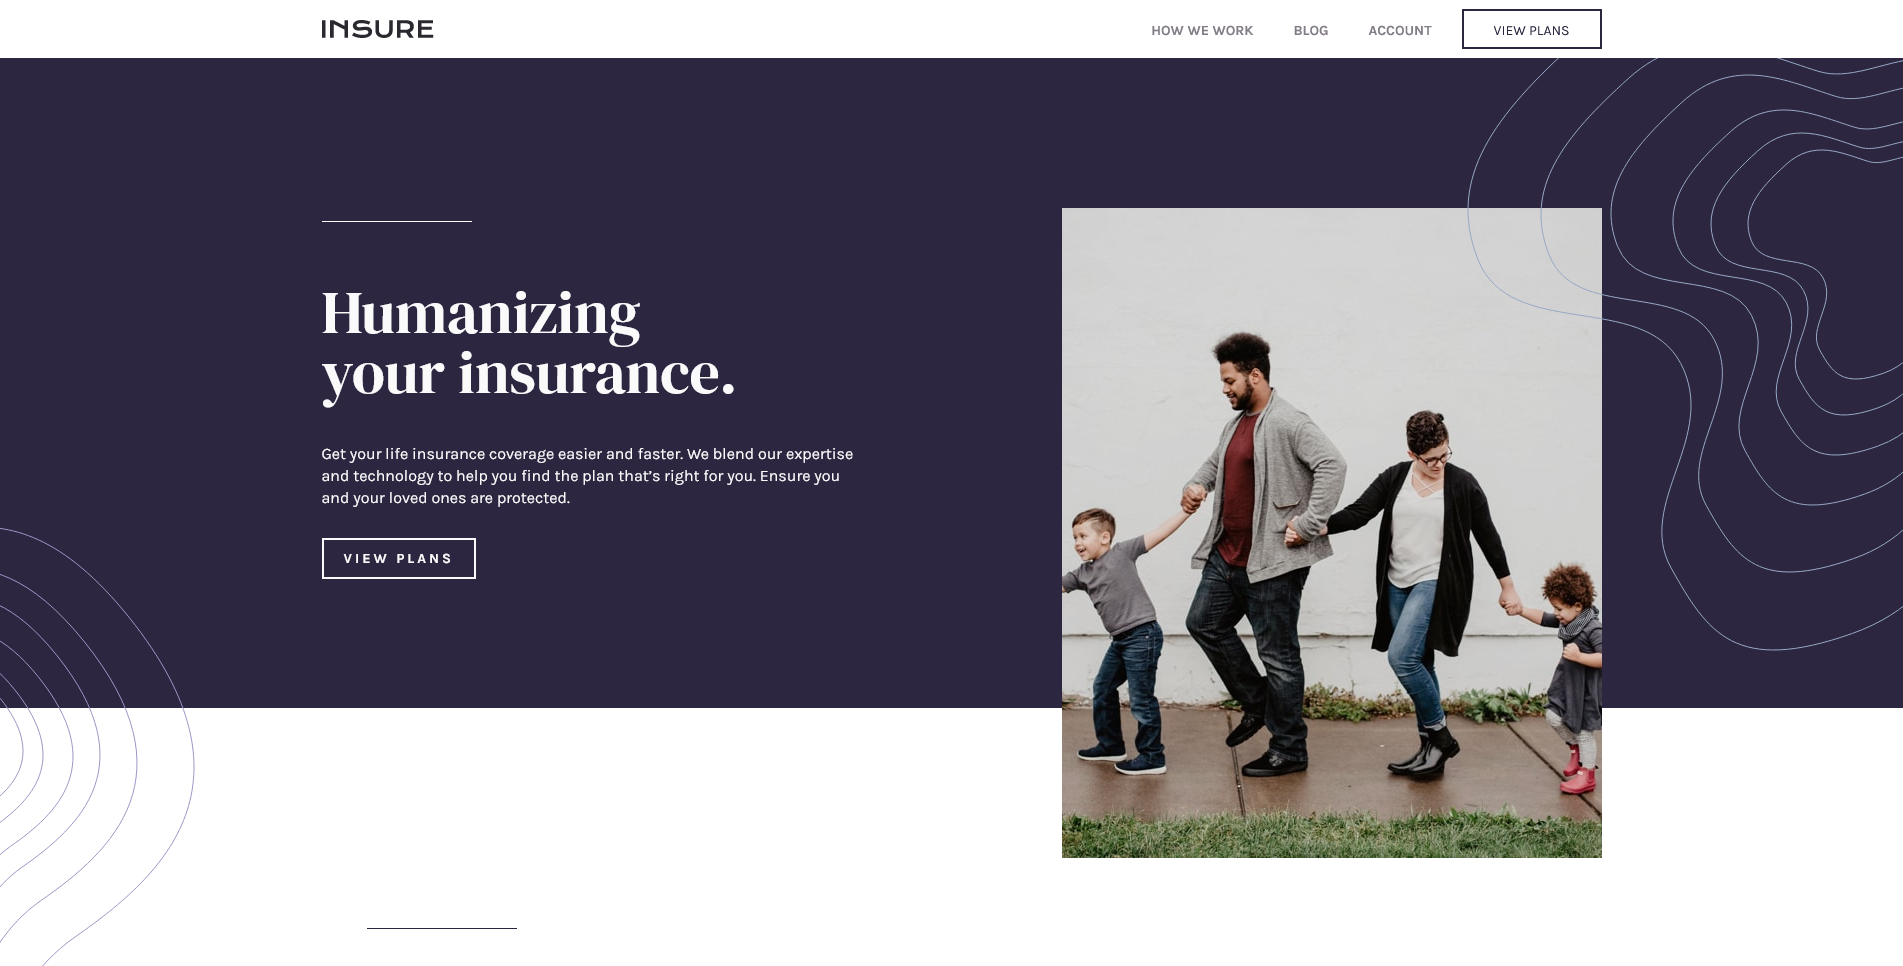 INSURE
HOW WE WORK
BLOG
ACCOUNT
VIEW PLANS
Humanizing
your insurance.
Get your life insurance coverage easier and faster. We blend our expertise
and technology to help you find the plan that’s right for you. Ensure you
and your loved ones are protected.
VIEW PLANS